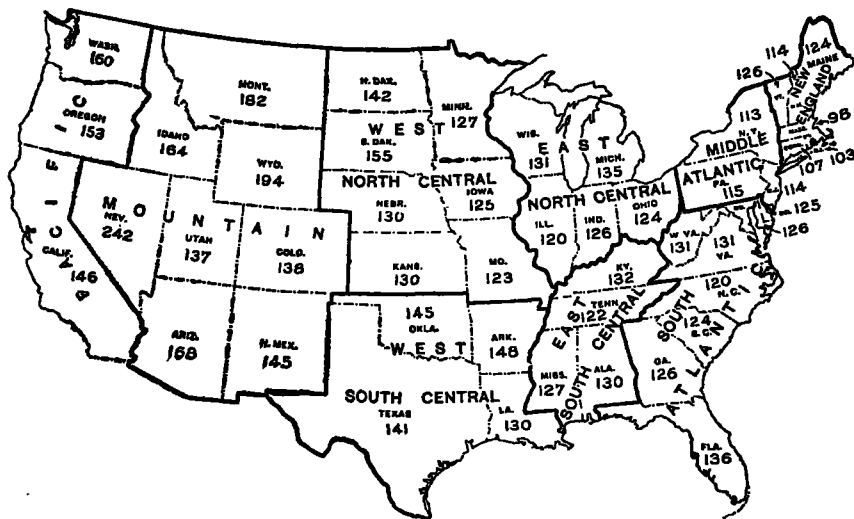 WASH.
160
OREGON
153
CALIF.
146
PACIFIC
MOUNTAIN
MONT.
182
IDAHO
164
WYO.
194
NEV.
242
UTAH
137
COLO.
138
ARIZ.
168
N. MEX.
145
WEST
NORTH CENTRAL
N. DAK.
142
S. DAK.
155
NEBR.
130
KANS.
130
MINN.
127
IOWA
125
MO.
123
WEST
SOUTH CENTRAL
145
OKLA.
ARK.
148
TEXAS
141
LA.
130
EAST
NORTH CENTRAL
WIS.
131
MICH.
135
ILL.
120
IND.
126
OHIO
124
EAST
SOUTH CENTRAL
KY.
132
TENN.
122
MISS.
127
ALA.
130
SOUTH
ATLANTIC
W VA.
131
131
VA.
120
N.C.
124
S.C.
GA.
126
FLA.
136
MIDDLE
ATLANTIC
113
N.Y.
PA.
115
114
125
126
NEW
ENGLAND
126
114
124
MAINE
96
103
107